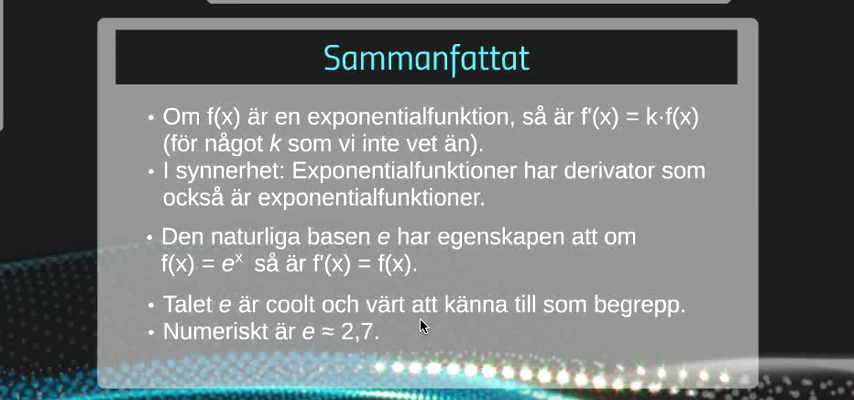 Sammanfattat
• Om f(x) är en exponentialfunktion, så är f'(x) = k·f(x)
(för något k som vi inte vet än).
• I synnerhet: Exponentialfunktioner har derivator som
också är exponentialfunktioner.
• Den naturliga basen e har egenskapen att om
f(x) = eˣ så är f'(x) = f(x).
• Talet e är coolt och värt att känna till som begrepp.
• Numeriskt är e ≈ 2,7.